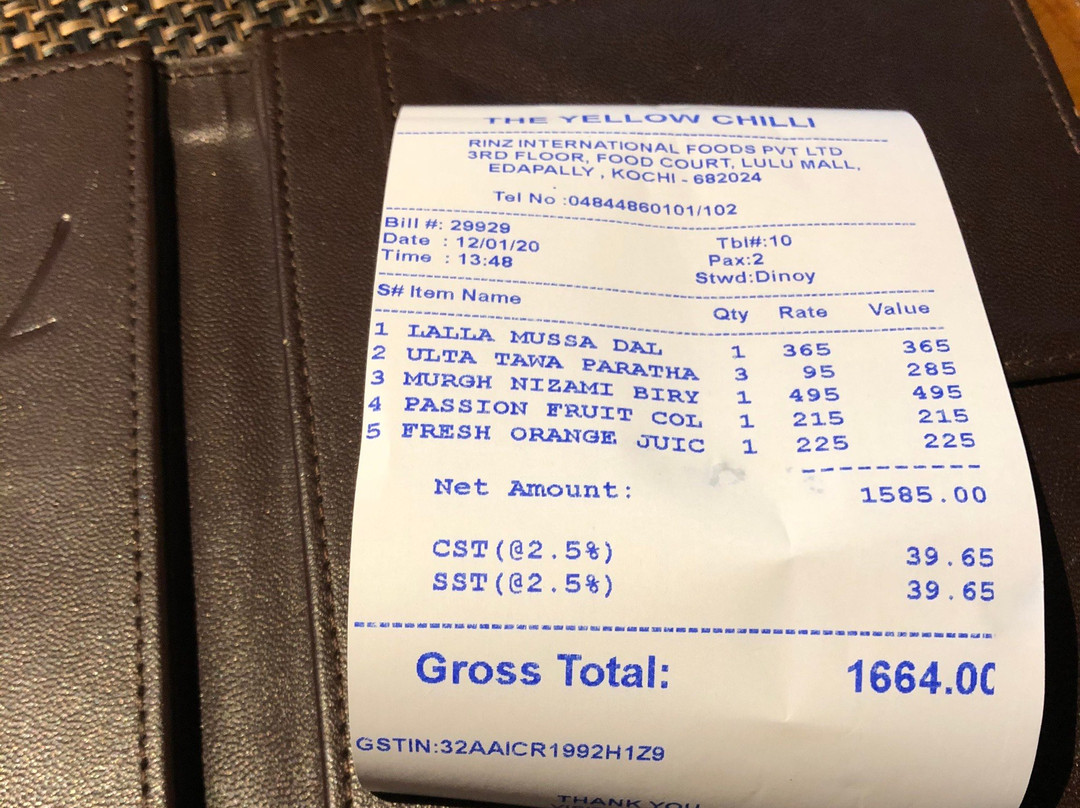 THE YELLOW CHILLI
RINZ INTERNATIONAL FOODS PVT LTD
3RD FLOOR, FOOD COURT, LULU MALL,
EDAPALLY , KOCHI - 682024
Tel No :04844860101/102
Bill #: 29929 Tbl#:10
Date : 12/01/20 Pax:2
Time : 13:48 Stwd:Dinoy
S# Item Name Qty Rate Value
1 LALLA MUSSA DAL 1 365 365
2 ULTA TAWA PARATHA 3 95 285
3 MURGH NIZAMI BIRY 1 495 495
4 PASSION FRUIT COL 1 215 215
5 FRESH ORANGE JUIC 1 225 225
Net Amount: 1585.00
CST(@2.5%) 39.65
SST(@2.5%) 39.65
Gross Total: 1664.00
GSTIN:32AAICR1992H1Z9
THANK YOU